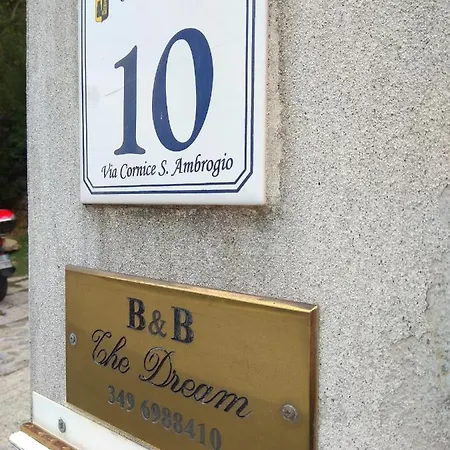 10
Via Cornice S. Ambrogio
B&B
The Dream
349 6988410